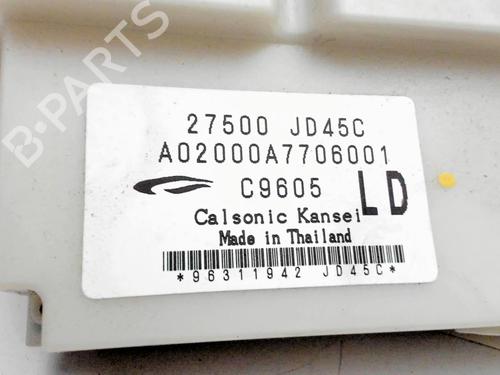 B-PARTS
27500 JD45C
A02000A7706001
C9605 LD
Calsonic Kansei
Made in Thailand
*96311942 JD45C*